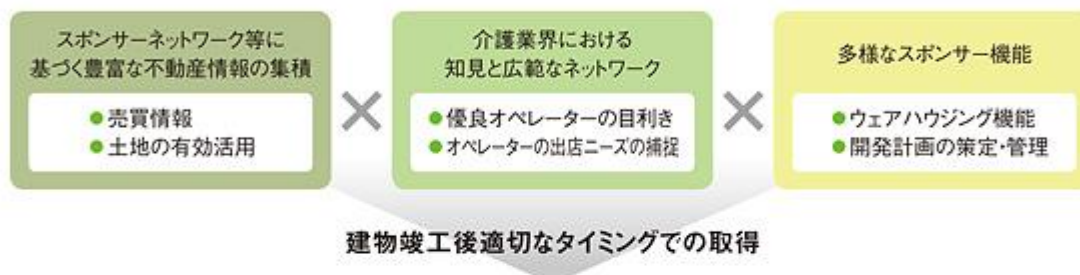 スポンサーネットワーク等に
基づく豊富な不動産情報の集積
●売買情報
●土地の有効活用
×
介護業界における
知見と広範なネットワーク
●優良オペレーターの目利き
●オペレーターの出店ニーズの捕捉
×
多様なスポンサー機能
●ウェアハウジング機能
●開発計画の策定・管理
建物竣工後適切なタイミングでの取得